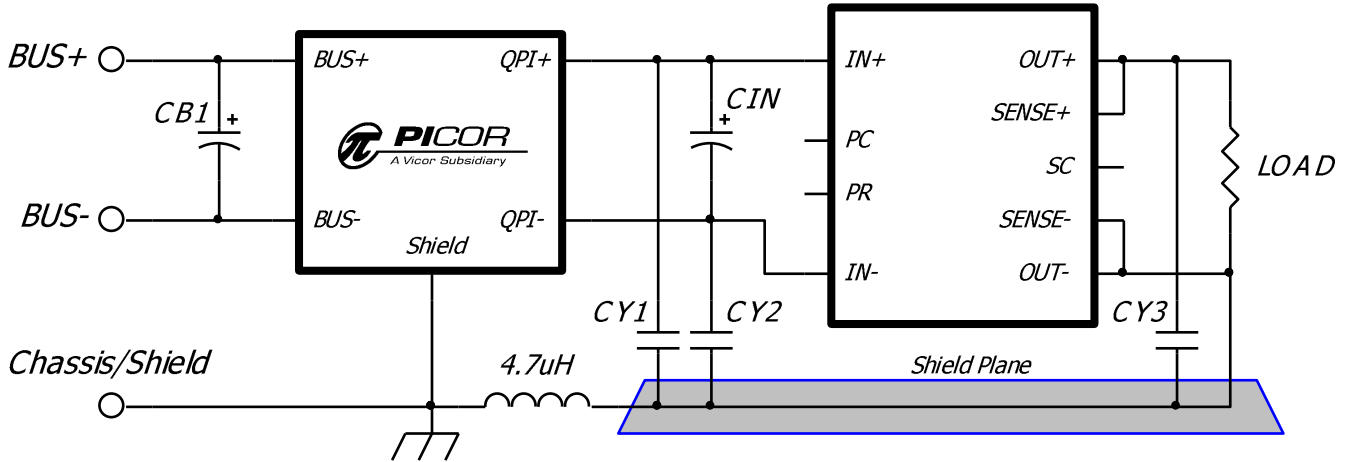 BUS+
BUS+
QPI+
IN+
OUT+
CB1
+
CIN
+
SENSE+
PICOR
A Vicor Subsidiary
PC
SC
LOAD
PR
BUS-
BUS-
QPI-
SENSE-
Shield
IN-
OUT-
CY1
CY2
CY3
Chassis/Shield
4.7uH
Shield Plane